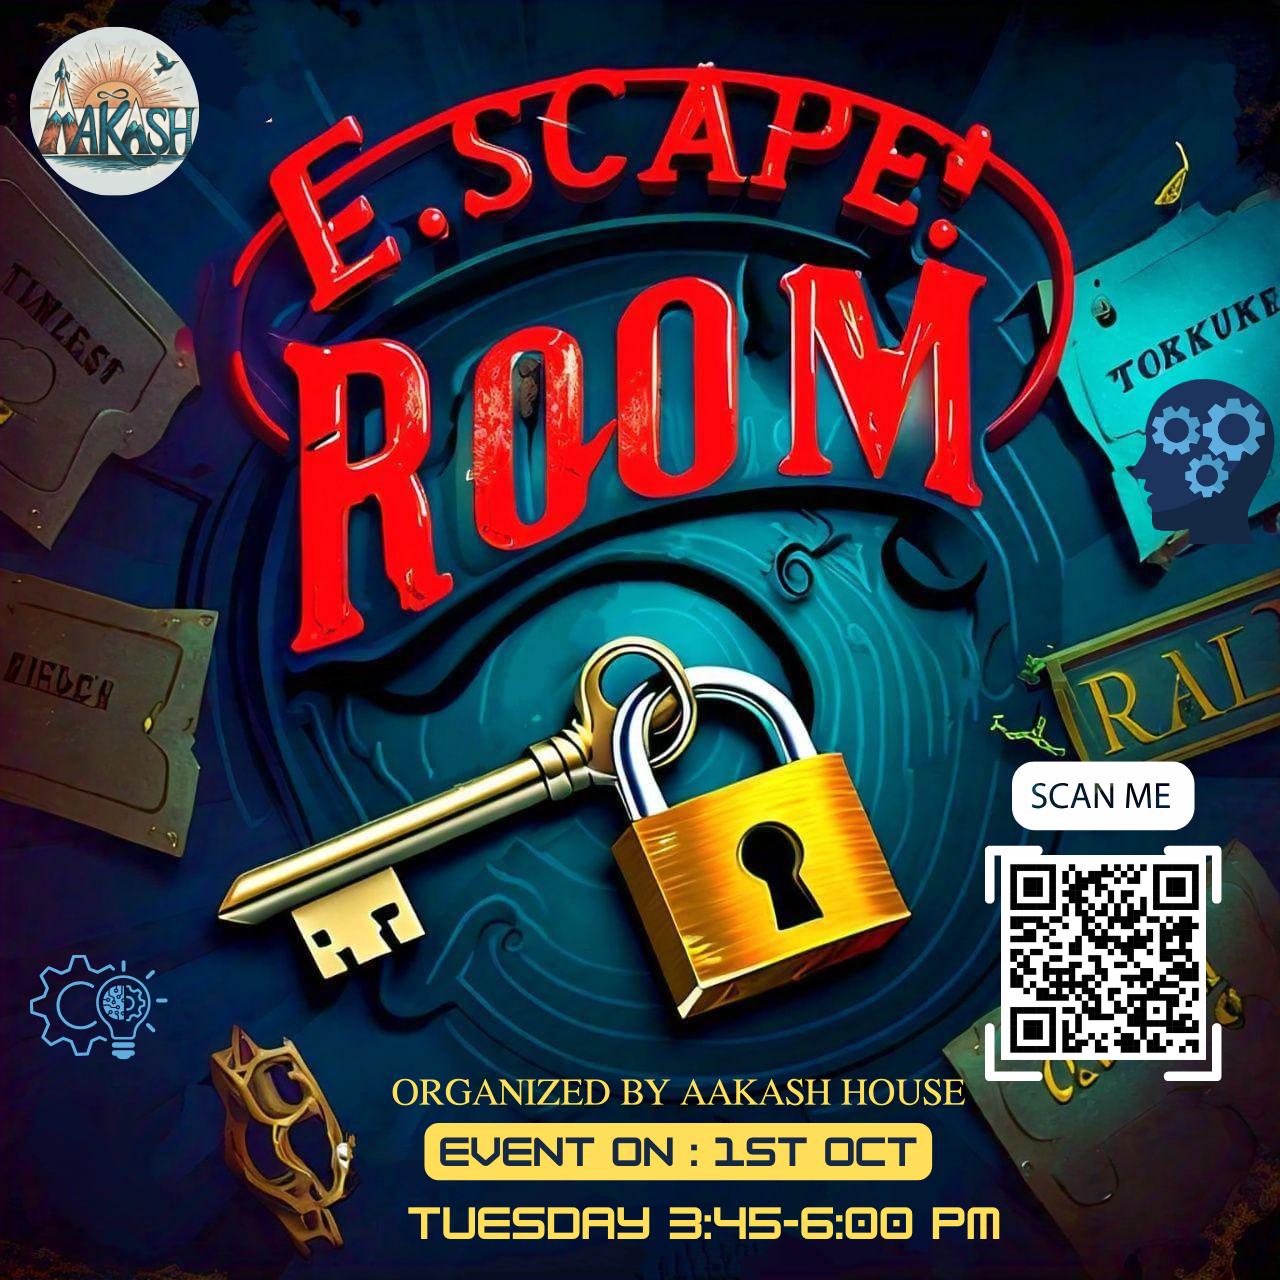 AAKASH
E.SCAPE!
ROOM
TORKUKE
RAL
SCAN ME
ORGANIZED BY AAKASH HOUSE
EVENT ON : 1ST OCT
TUESDAY 3:45-6:00 PM